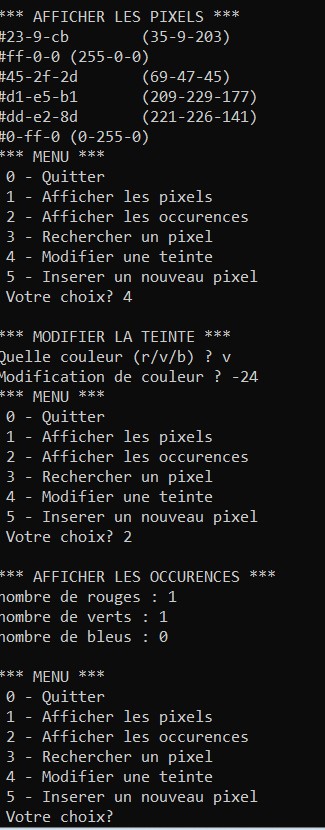 *** AFFICHER LES PIXELS ***
#23-9-cb (35-9-203)
#ff-0-0 (255-0-0)
#45-2f-2d (69-47-45)
#d1-e5-b1 (209-229-177)
#dd-e2-8d (221-226-141)
#0-ff-0 (0-255-0)
*** MENU ***
0 - Quitter
1 - Afficher les pixels
2 - Afficher les occurences
3 - Rechercher un pixel
4 - Modifier une teinte
5 - Inserer un nouveau pixel
Votre choix? 4
*** MODIFIER LA TEINTE ***
Quelle couleur (r/v/b) ? v
Modification de couleur ? -24
*** MENU ***
0 - Quitter
1 - Afficher les pixels
2 - Afficher les occurences
3 - Rechercher un pixel
4 - Modifier une teinte
5 - Inserer un nouveau pixel
Votre choix? 2
*** AFFICHER LES OCCURENCES ***
nombre de rouges : 1
nombre de verts : 1
nombre de bleus : 0
*** MENU ***
0 - Quitter
1 - Afficher les pixels
2 - Afficher les occurences
3 - Rechercher un pixel
4 - Modifier une teinte
5 - Inserer un nouveau pixel
Votre choix?